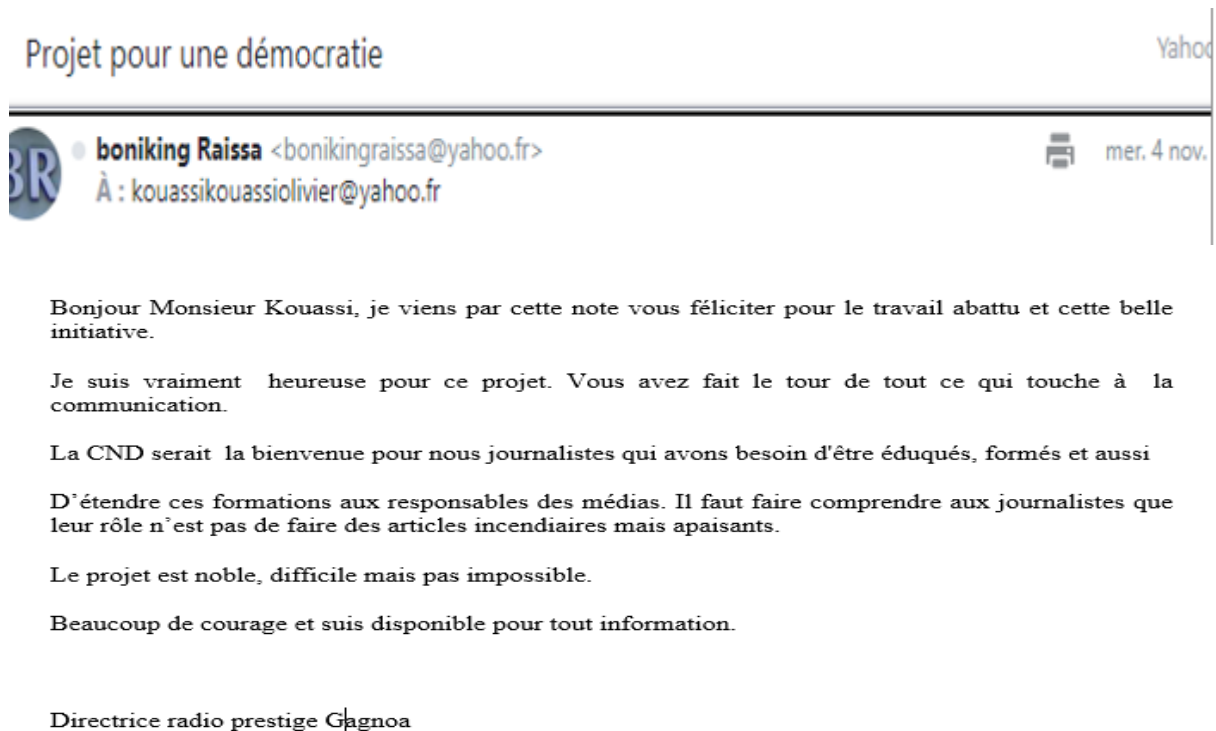 Projet pour une démocratie
Yahoo
BR
boniking Raissa <bonikingraissa@yahoo.fr>
mer. 4 nov.
À : kouassikouassiolivier@yahoo.fr
Bonjour Monsieur Kouassi, je viens par cette note vous féliciter pour le travail abattu et cette belle
initiative.
Je suis vraiment heureuse pour ce projet. Vous avez fait le tour de tout ce qui touche à la
communication.
La CND serait la bienvenue pour nous journalistes qui avons besoin d'être éduqués, formés et aussi
D’étendre ces formations aux responsables des médias. Il faut faire comprendre aux journalistes que
leur rôle n’est pas de faire des articles incendiaires mais apaisants.
Le projet est noble, difficile mais pas impossible.
Beaucoup de courage et suis disponible pour tout information.
Directrice radio prestige Gagnoa